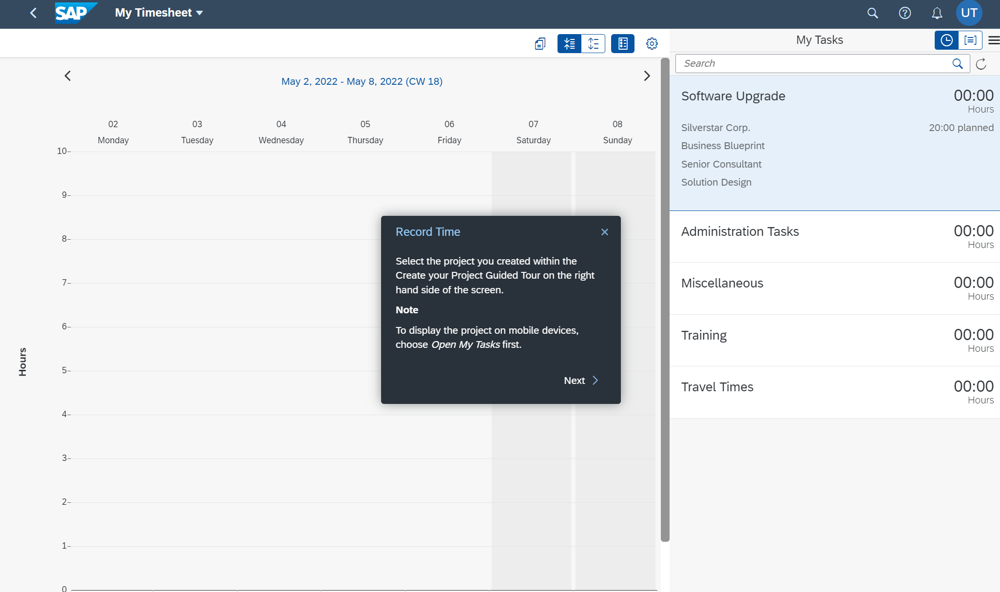 SAP
My Timesheet
UT
My Tasks
Search
May 2, 2022 - May 8, 2022 (CW 18)
02
Monday
03
Tuesday
04
Wednesday
05
Thursday
06
Friday
07
Saturday
08
Sunday
10
9
8
7
6
5
4
3
2
1
0
Hours
Record Time
Select the project you created within the
Create your Project Guided Tour on the right
hand side of the screen.
Note
To display the project on mobile devices,
choose Open My Tasks first.
Next
Software Upgrade
00:00
Hours
Silverstar Corp.
20:00 planned
Business Blueprint
Senior Consultant
Solution Design
Administration Tasks
00:00
Hours
Miscellaneous
00:00
Hours
Training
00:00
Hours
Travel Times
00:00
Hours